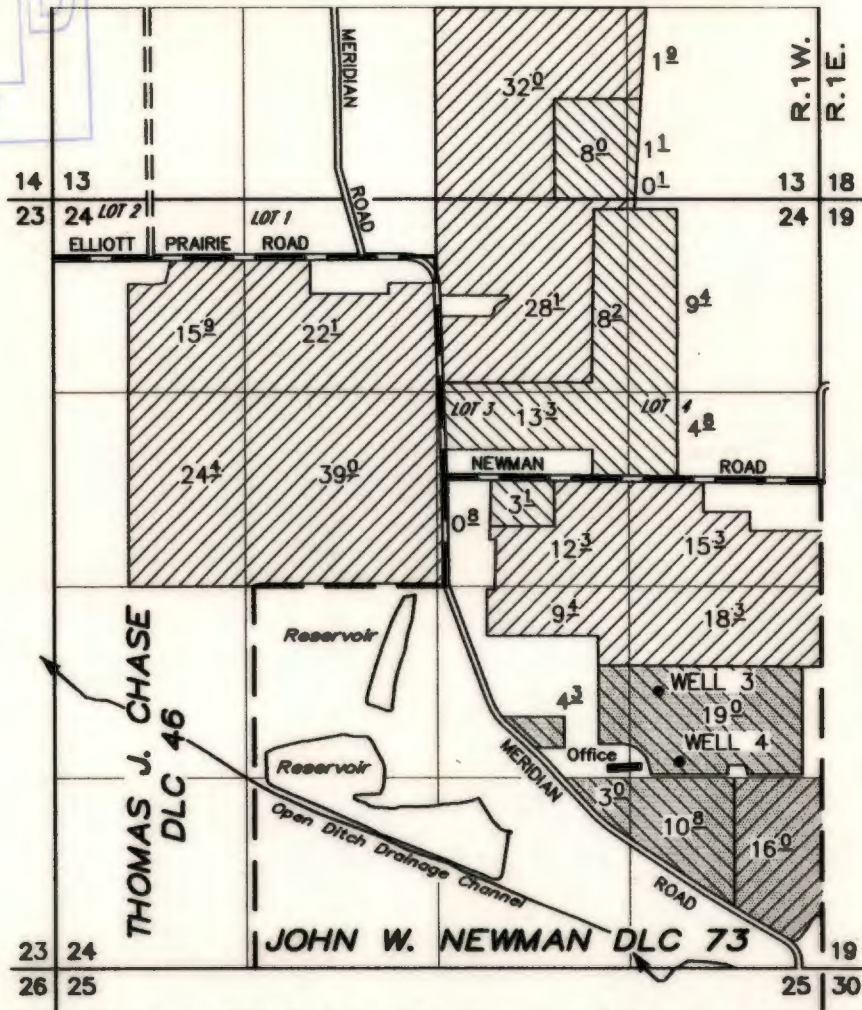 MERIDIAN
ROAD
R.1W.
R.1E.
32.0
1.9
8.0
1.1
0.1
14 13
13 18
23 24
LOT 2
LOT 1
24 19
ELLIOTT PRAIRIE ROAD
15.9
22.1
28.1
8.2
9.4
LOT 3
13.3
LOT 4
4.8
24.4
39.0
NEWMAN ROAD
3.1
0.8
12.3
15.3
9.4
18.3
Reservoir
THOMAS J. CHASE
DLC 46
4.3
WELL 3
19.0
WELL 4
MERIDIAN
ROAD
Office
Reservoir
3.0
10.8
16.0
Open Ditch Drainage Channel
JOHN W. NEWMAN DLC 73
23 24
19
26 25
25 30